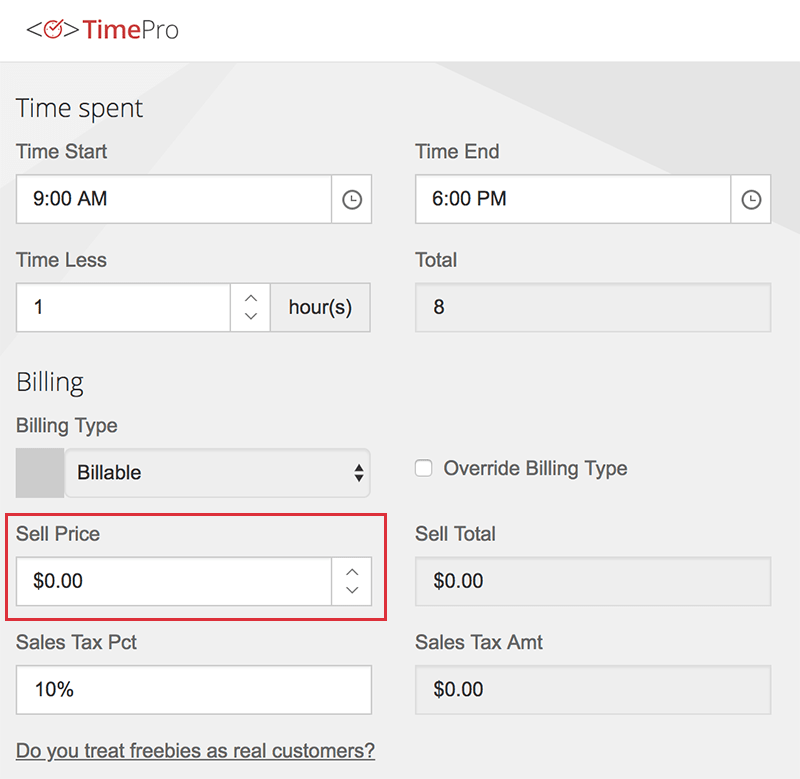 TimePro
Time spent
Time Start
Time End
9:00 AM
6:00 PM
Time Less
Total
1
hour(s)
8
Billing
Billing Type
Billable
Override Billing Type
Sell Price
Sell Total
$0.00
$0.00
Sales Tax Pct
Sales Tax Amt
10%
$0.00
Do you treat freebies as real customers?